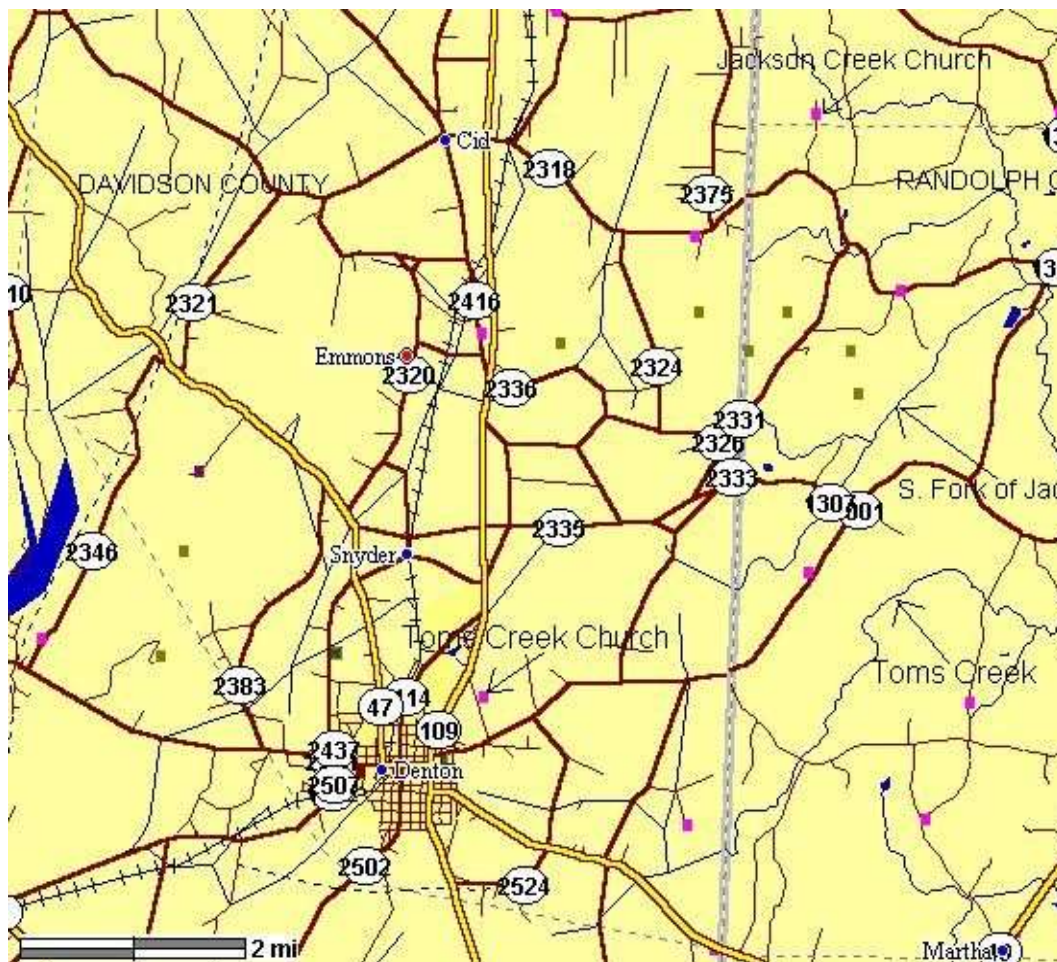 Jackson Creek Church
Cid
2318
DAVIDSON COUNTY
2375
RANDOLPH C
10
2321
2416
Emmons
2320
2336
2324
2331
2326
2333
S. Fork of Jac
1307
001
2335
2346
Snyder
Toms Creek Church
Toms Creek
2383
114
47
109
2437
Denton
2507
2502
2524
2 mi
Martha